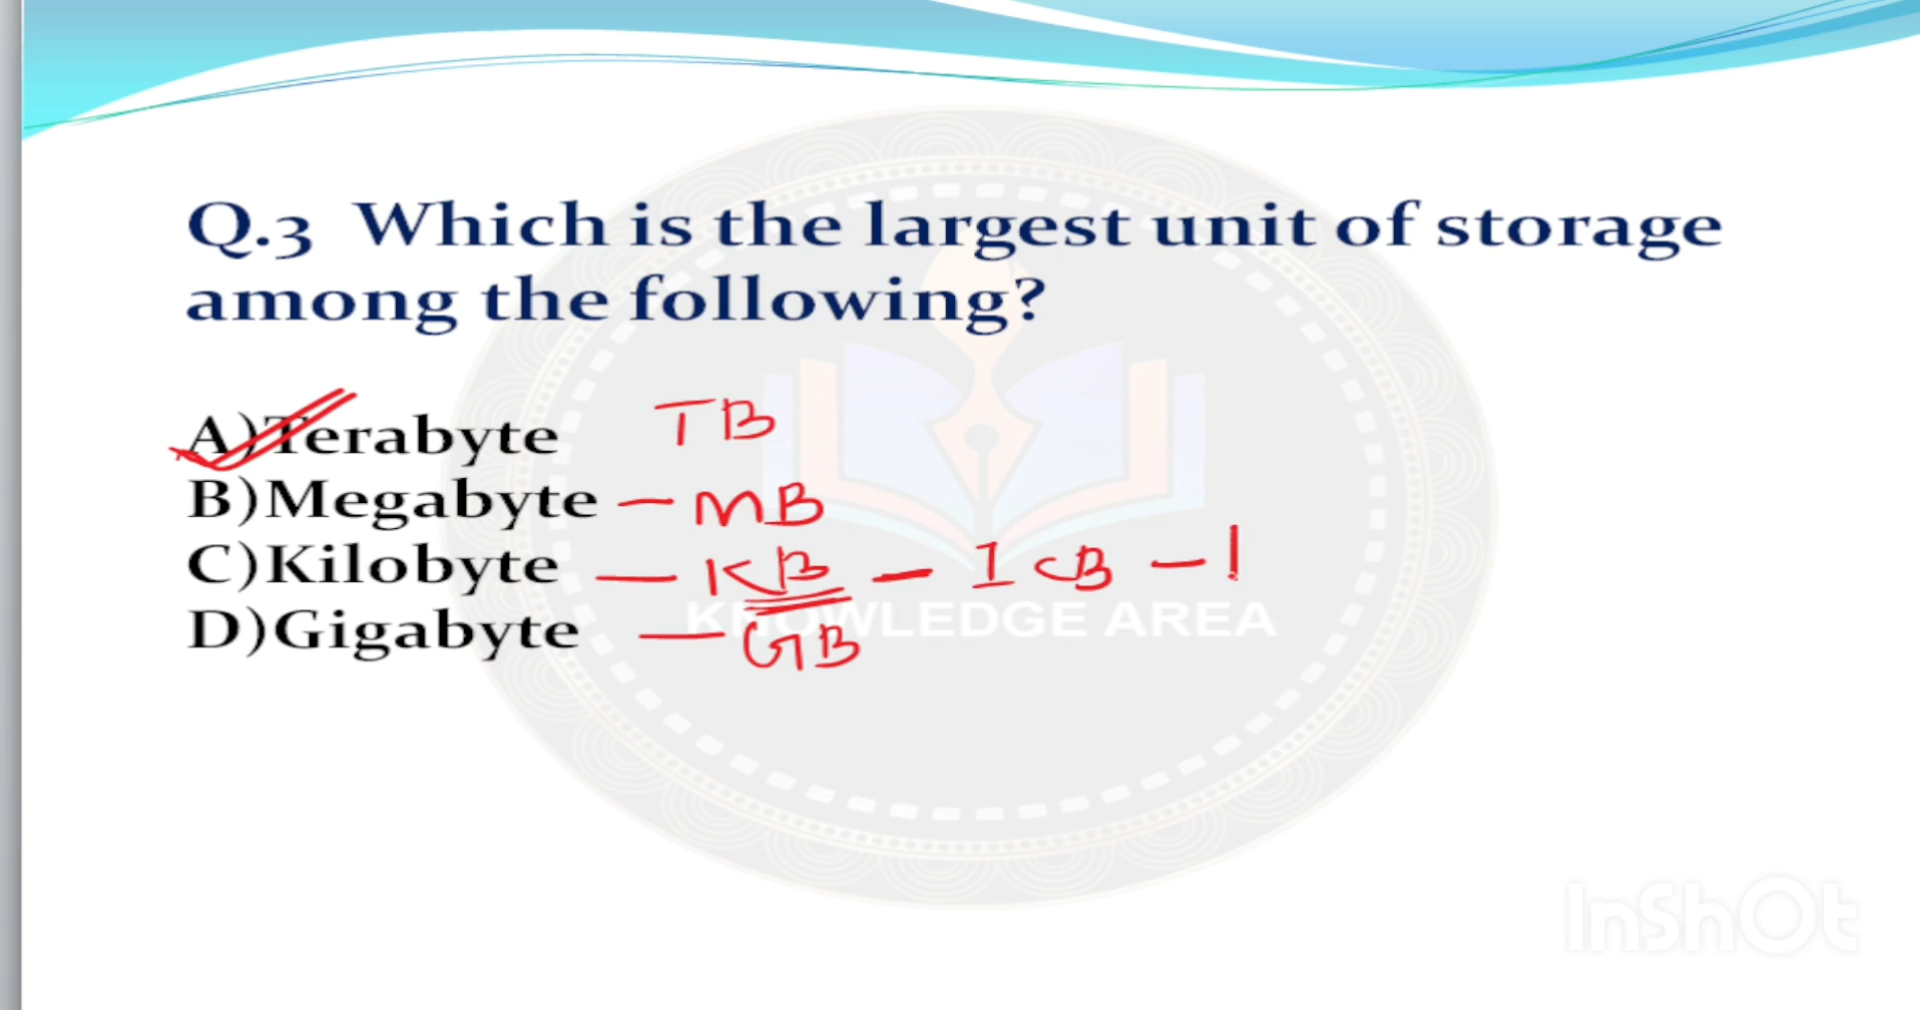 Q.3 Which is the largest unit of storage
among the following?
A)Terabyte TB
B)Megabyte – MB
C)Kilobyte – KB – 1 CB – 1
D)Gigabyte – GB
KNOWLEDGE AREA
InShOt